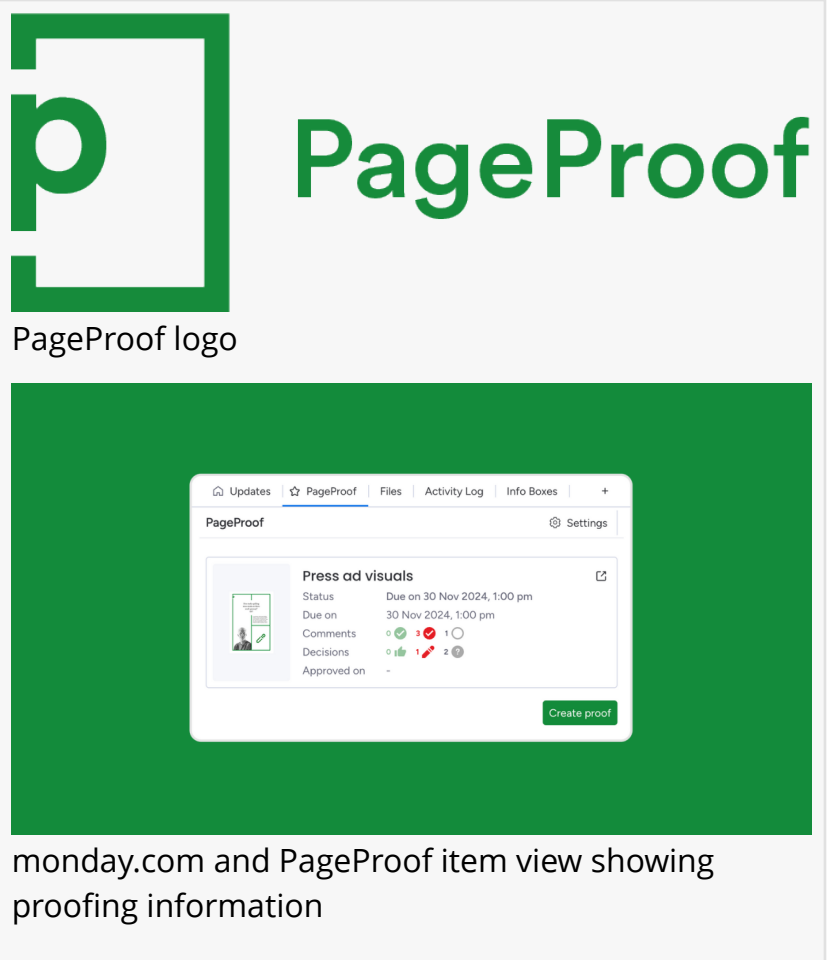 p
PageProof
PageProof logo
Updates PageProof Files Activity Log Info Boxes +
PageProof Settings
Press ad visuals
Status Due on 30 Nov 2024, 1:00 pm
Due on 30 Nov 2024, 1:00 pm
Comments 0 3 1
Decisions 0 1 2 ?
Approved on -
Create proof
monday.com and PageProof item view showing
proofing information